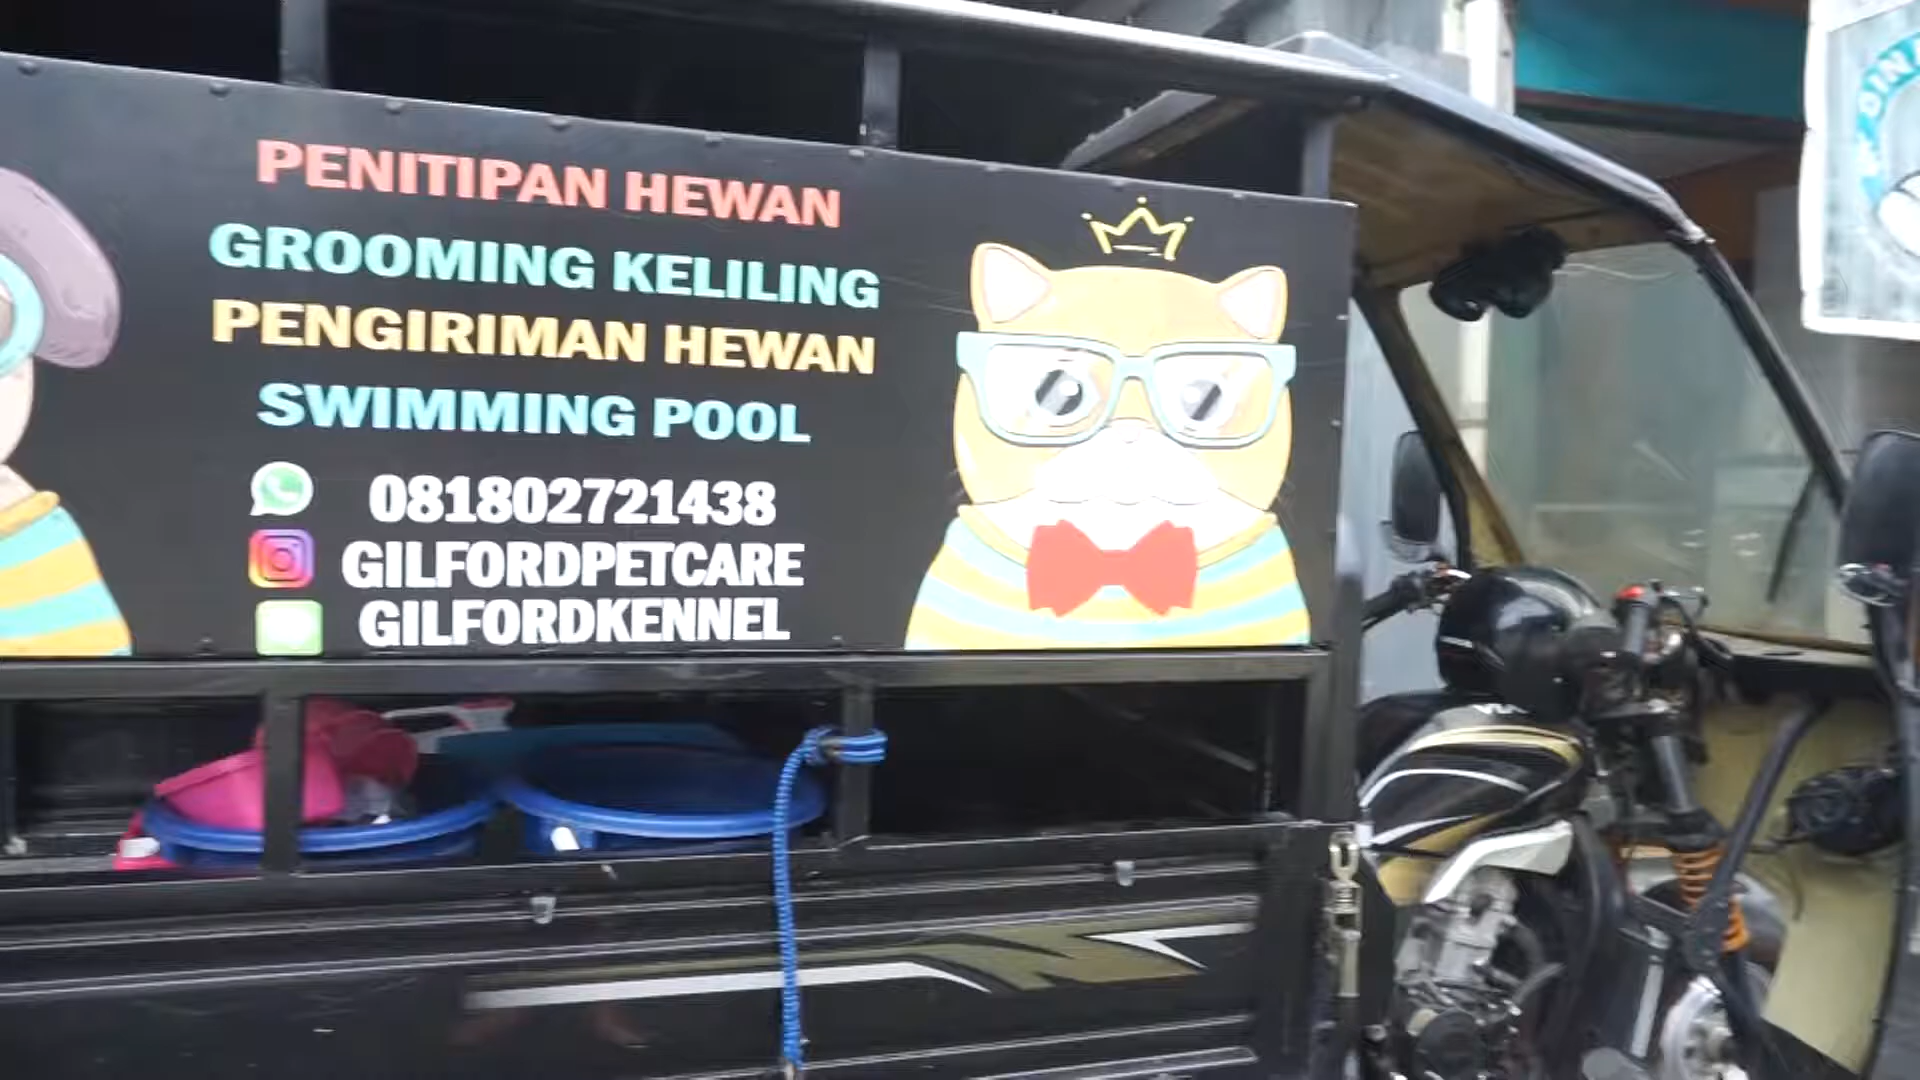 PENITIPAN HEWAN
GROOMING KELILING
PENGIRIMAN HEWAN
SWIMMING POOL
081802721438
GILFORDPETCARE
GILFORDKENNEL